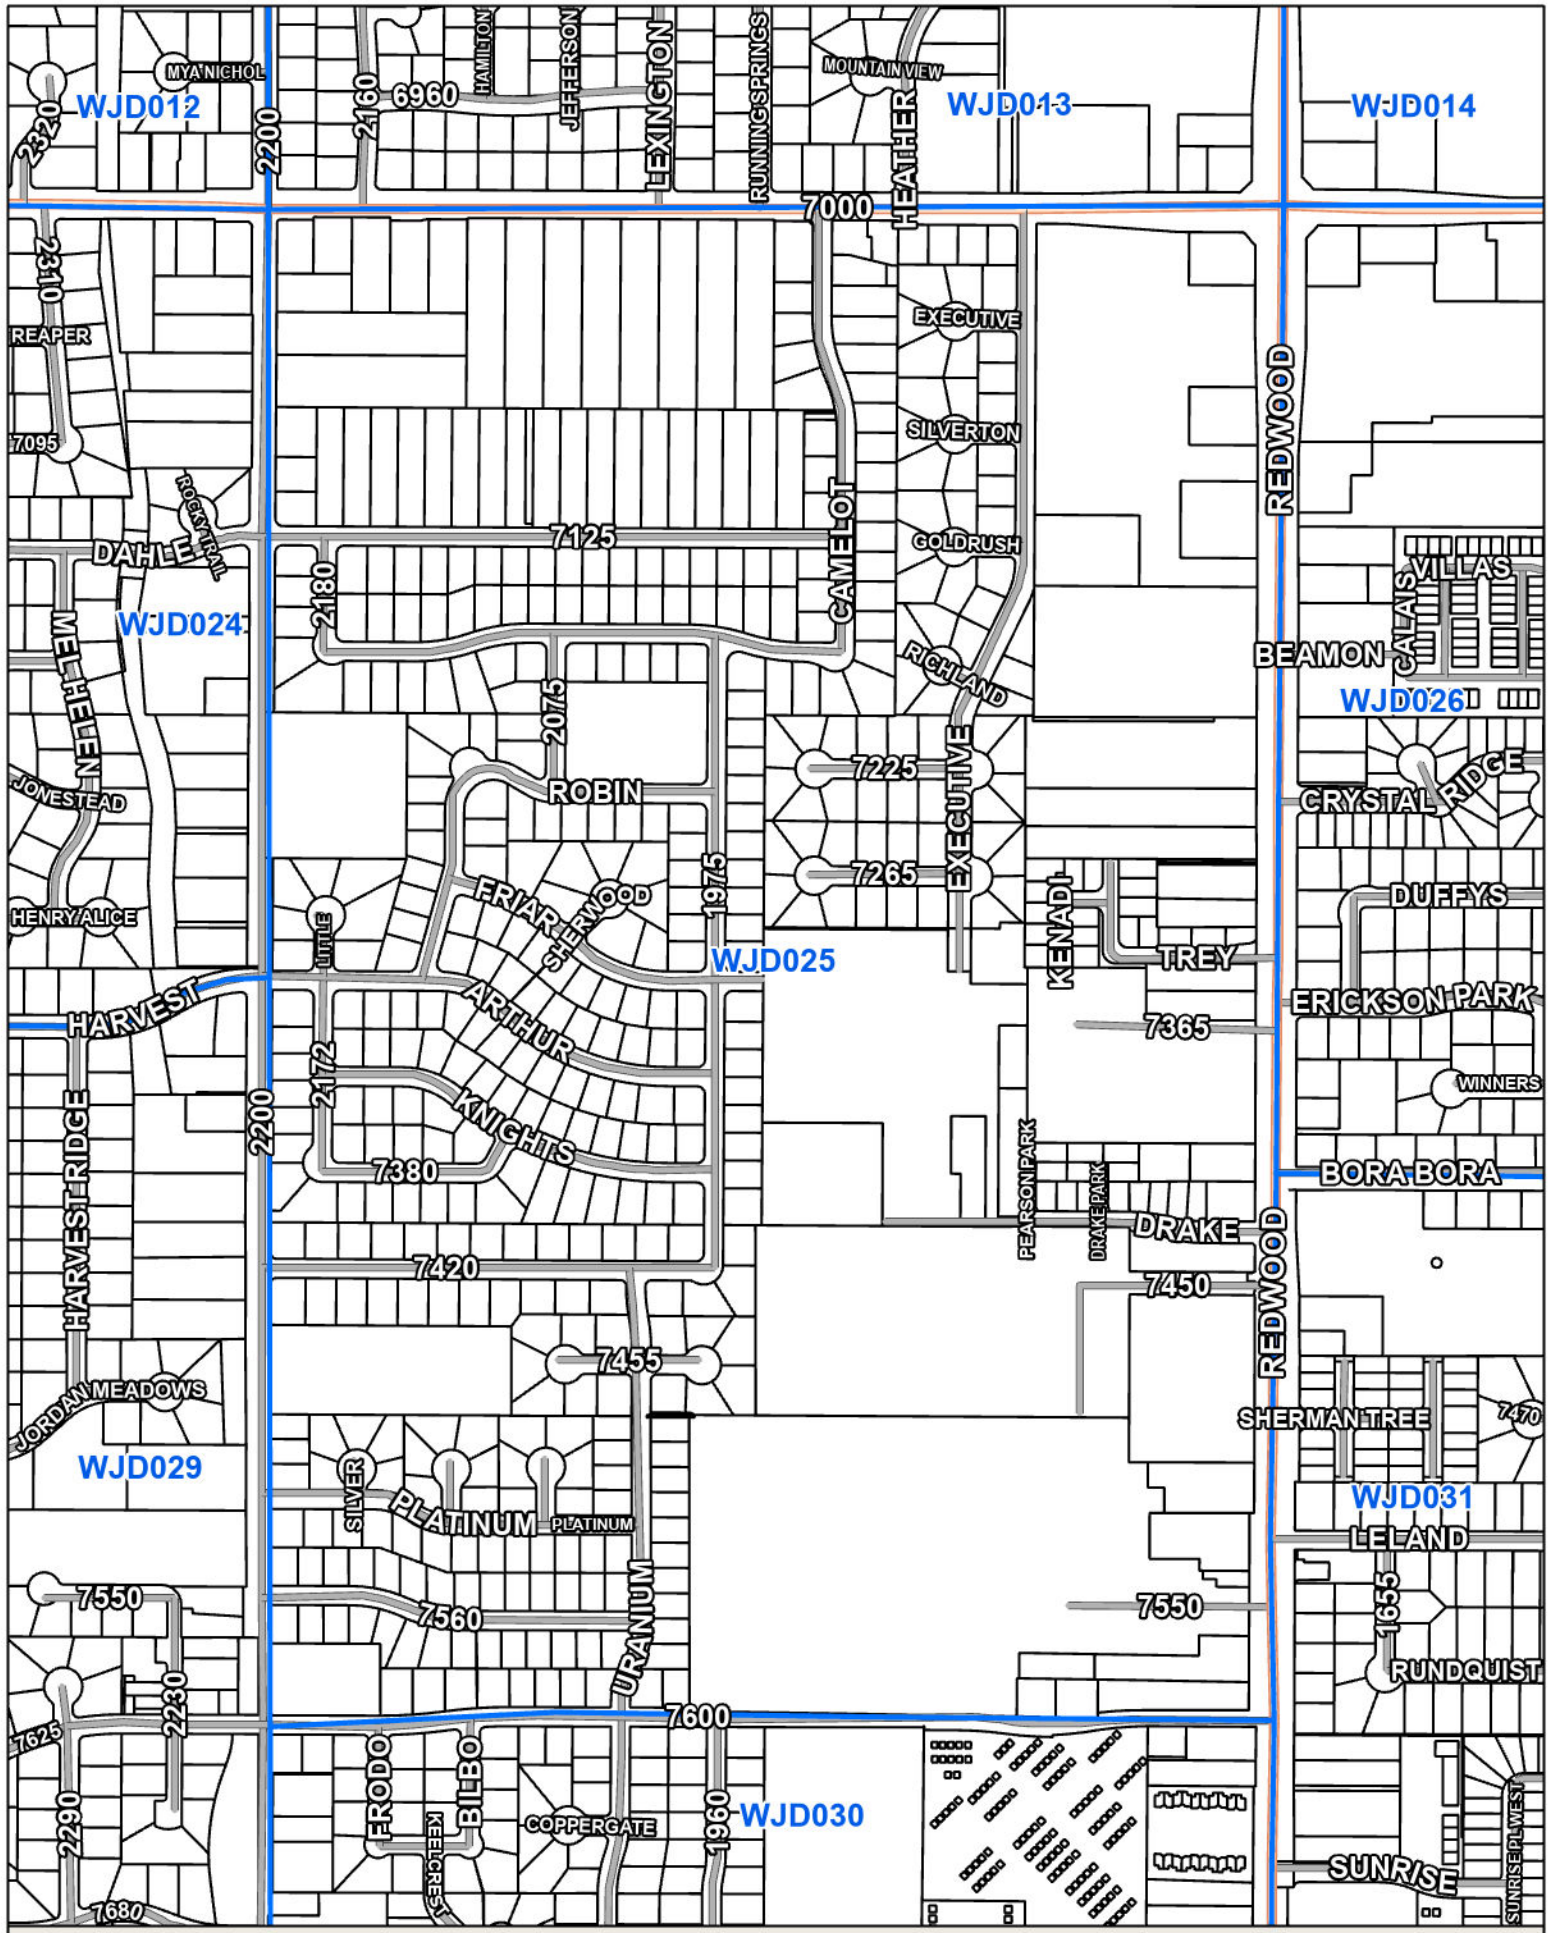 HAMILTON
JEFFERSON
LEXINGTON
RUNNING SPRINGS
MYA NICHOL
MOUNTAIN VIEW
2160
6960
WJD012
WJD013
WJD014
2320
2200
HEATHER
7000
2310
EXECUTIVE
REAPER
REDWOOD
SILVERTON
7095
ROCKY TRAIL
CAMELOT
7125
GOLDRUSH
DAHLE
VILLAS
2180
CALAIS
WJD024
BEAMON
MELHELEN
RICHLAND
WJD026
2075
EXECUTIVE
7225
RIDGE
JONESTEAD
ROBIN
CRYSTAL
7265
1975
FRIAR
SHERWOOD
KENADI
DUFFYS
HENRY ALICE
LITTLE
WJD025
TREY
HARVEST
ARTHUR
ERICKSON PARK
7365
2172
WINNERS
2200
KNIGHTS
HARVEST RIDGE
7380
PEARSON PARK
DRAKE PARK
BORA BORA
DRAKE
REDWOOD
7420
7450
7455
JORDAN MEADOWS
SHERMAN TREE
7470
WJD029
SILVER
WJD031
PLATINUM
PLATINUM
LELAND
7550
7560
URANIUM
7550
1655
2230
RUNDQUIST
7600
7625
FRODO
BILBO
2290
KEELCREST
COPPERGATE
1960
WJD030
SUNRISE PL WEST
SUNRISE
7680